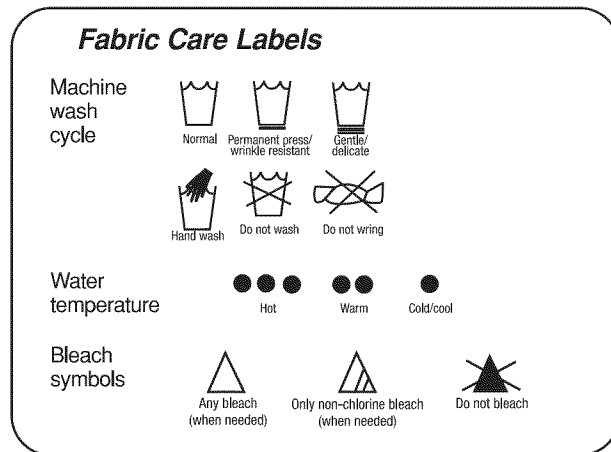 Fabric Care Labels
Machine
wash
cycle
Normal
Permanent press/
wrinkle resistant
Gentle/
delicate
Hand wash
Do not wash
Do not wring
Water
temperature
Hot
Warm
Cold/cool
Bleach
symbols
Any bleach
(when needed)
Only non-chlorine bleach
(when needed)
Do not bleach